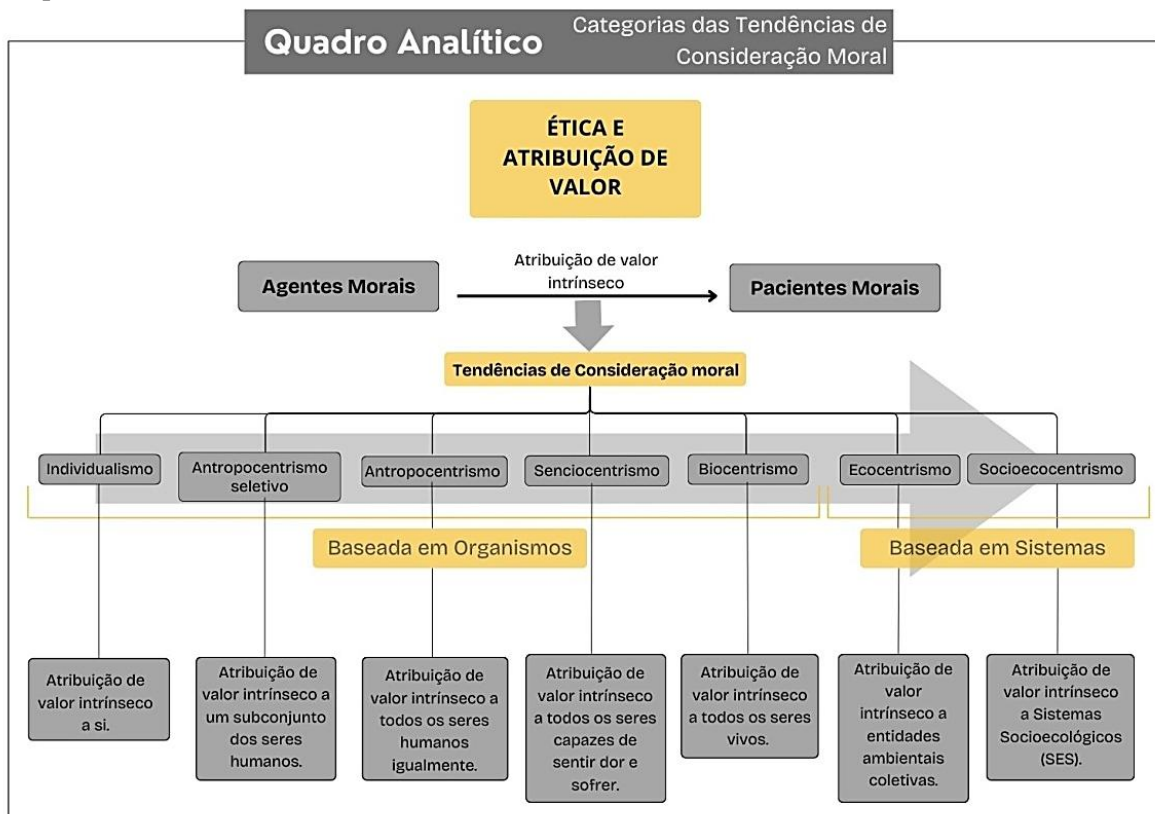 Quadro Analítico
Categorias das Tendências de
Consideração Moral
ÉTICA E
ATRIBUIÇÃO DE
VALOR
Agentes Morais
Atribuição de valor
intrínseco
Pacientes Morais
Tendências de Consideração moral
Individualismo
Antropocentrismo
seletivo
Antropocentrismo
Senciocentrismo
Biocentrismo
Ecocentrismo
Socioecocentrismo
Baseada em Organismos
Baseada em Sistemas
Atribuição de
valor intrínseco
a si.
Atribuição de
valor intrínseco a
um subconjunto
dos seres
humanos.
Atribuição de
valor intrínseco a
todos os seres
humanos
igualmente.
Atribuição de
valor intrínseco
a todos os seres
capazes de
sentir dor e
sofrer.
Atribuição de
valor intrínseco
a todos os seres
vivos.
Atribuição de
valor
intrínseco a
entidades
ambientais
coletivas.
Atribuição de
valor intrínseco
a Sistemas
Socioecológicos
(SES).